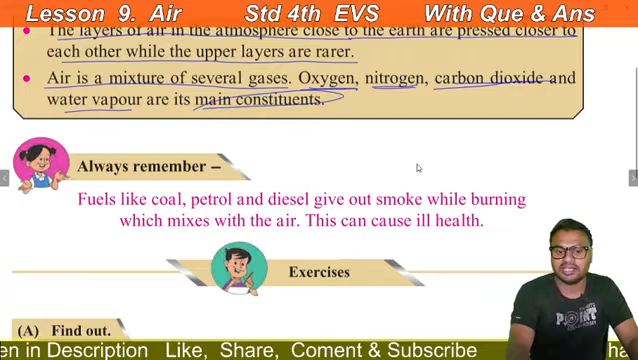 Lesson 9. Air Std 4th EVS With Que & Ans
• The layers of air in the atmosphere close to the earth are pressed closer to
each other while the upper layers are rarer.
• Air is a mixture of several gases. Oxygen, nitrogen, carbon dioxide and
water vapour are its main constituents.
Always remember –
Fuels like coal, petrol and diesel give out smoke while burning
which mixes with the air. This can cause ill health.
Exercises
(A) Find out.
en in Description Like, Share, Coment & Subscribe